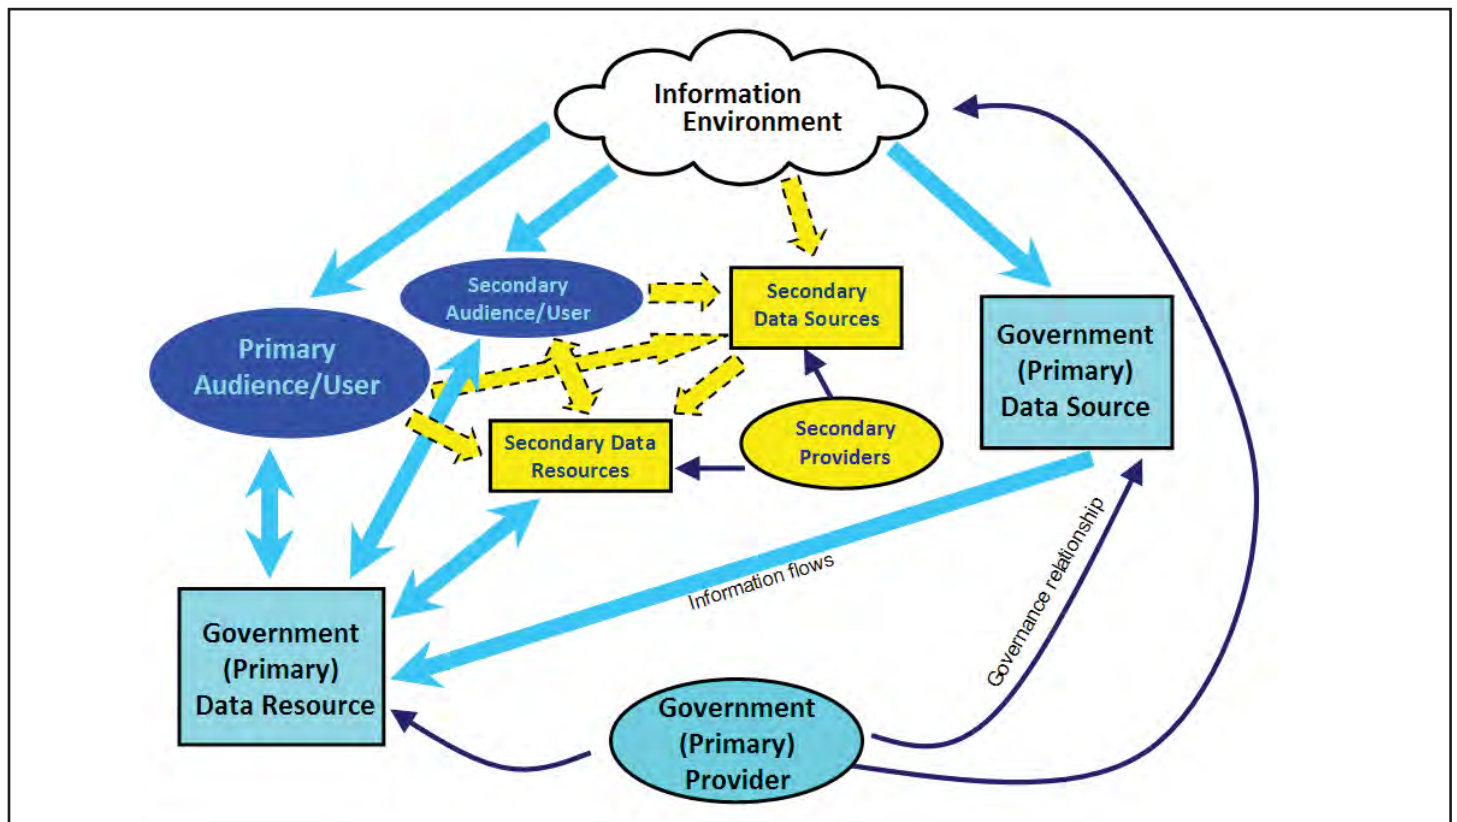 Information
Environment
Secondary
Audience/User
Secondary
Data Sources
Primary
Audience/User
Government
(Primary)
Data Source
Secondary Data
Resources
Secondary
Providers
Information flows
Governance relationship
Government
(Primary)
Data Resource
Government
(Primary)
Provider